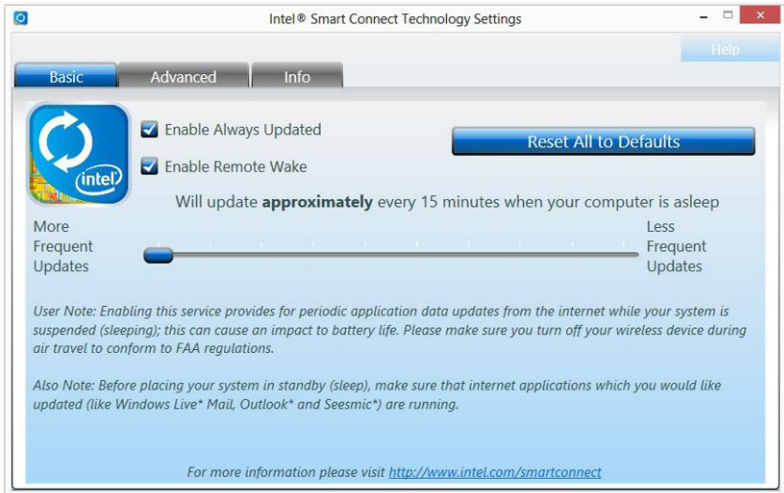 Intel® Smart Connect Technology Settings
Help
Basic Advanced Info
Enable Always Updated
Reset All to Defaults
Enable Remote Wake
intel
Will update approximately every 15 minutes when your computer is asleep
More
Frequent
Updates
Less
Frequent
Updates
User Note: Enabling this service provides for periodic application data updates from the internet while your system is
suspended (sleeping); this can cause an impact to battery life. Please make sure you turn off your wireless device during
air travel to conform to FAA regulations.
Also Note: Before placing your system in standby (sleep), make sure that internet applications which you would like
updated (like Windows Live* Mail, Outlook* and Seesmic*) are running.
For more information please visit http://www.intel.com/smartconnect